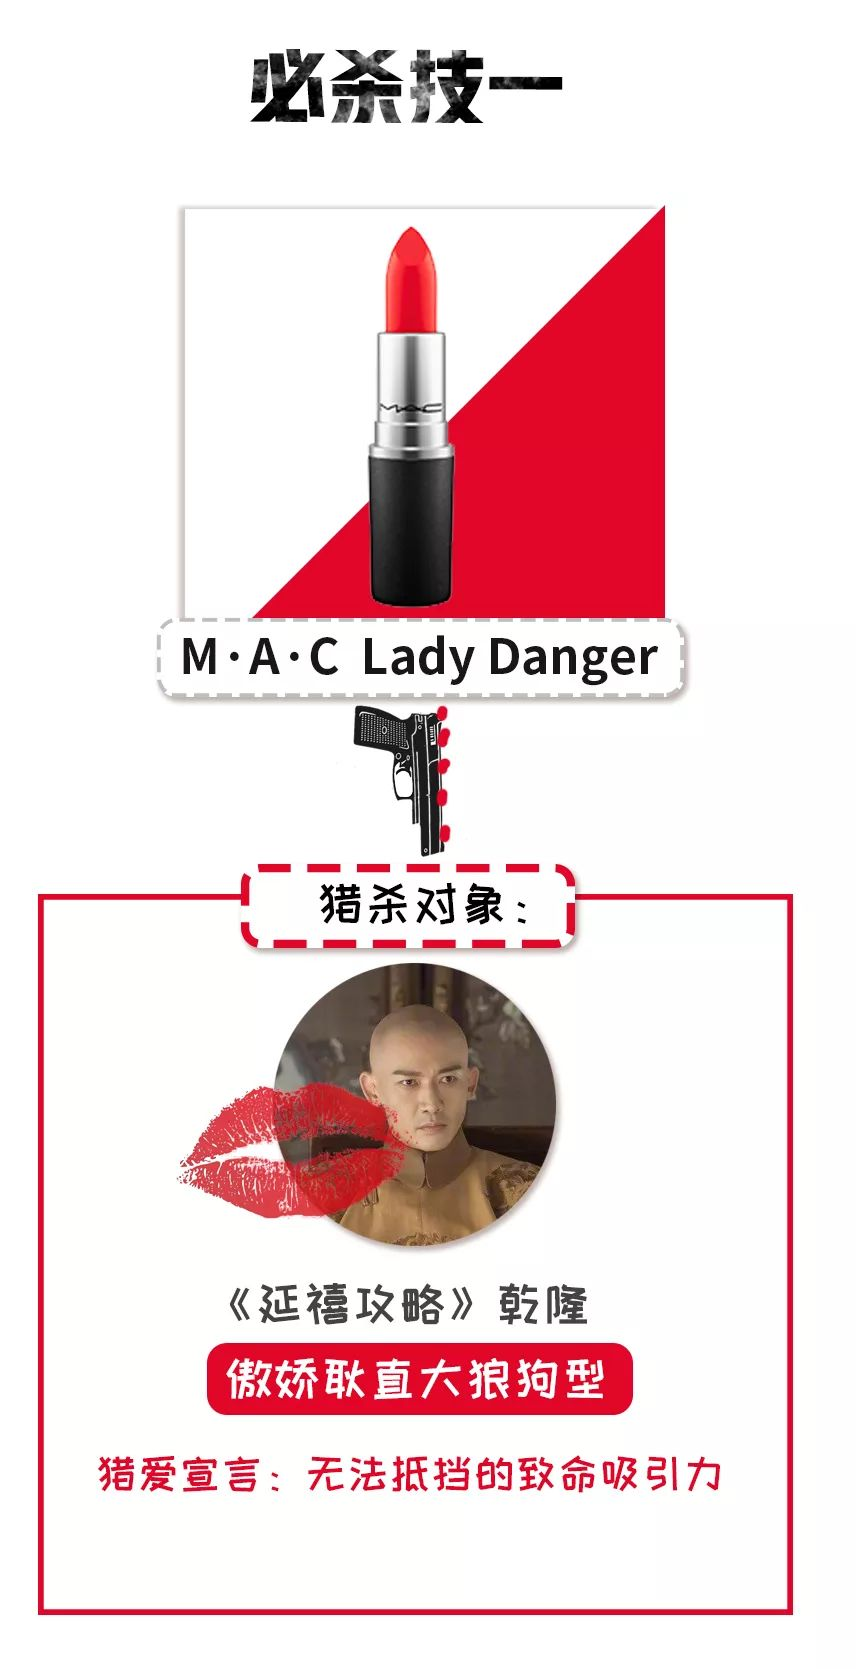 必杀技一
MAC
M·A·C Lady Danger
猎杀对象：
《延禧攻略》乾隆
傲娇耿直大狼狗型
猎爱宣言：无法抵挡的致命吸引力